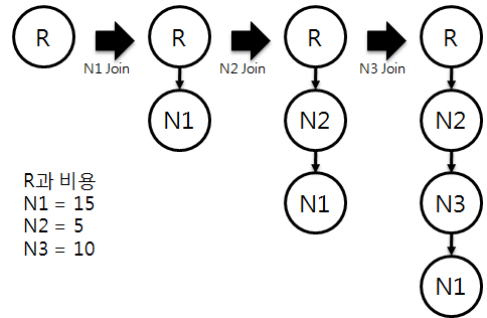 R
N1 Join
R
N1
N2 Join
R
N2
N1
N3 Join
R
N2
N3
N1
R과 비용
N1 = 15
N2 = 5
N3 = 10